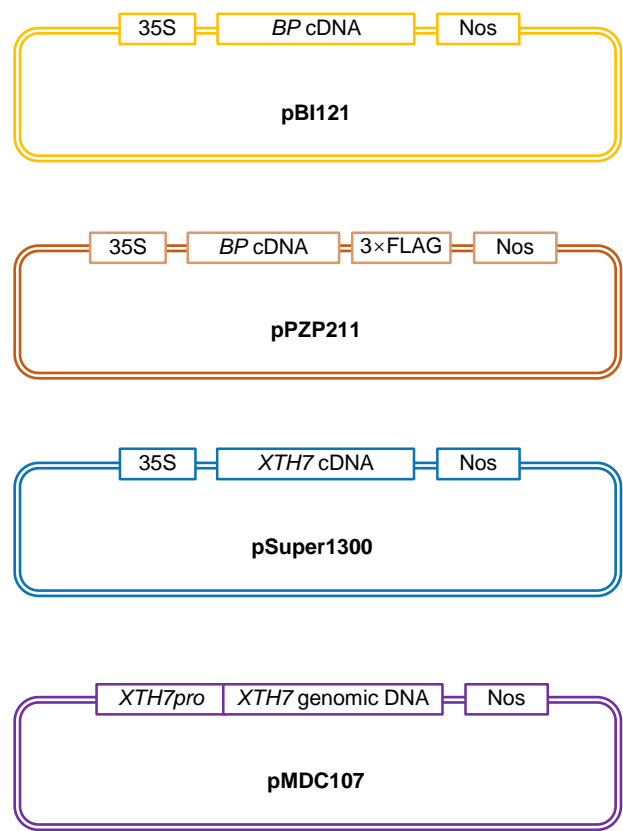 35S BP cDNA Nos
pBI121
35S BP cDNA 3×FLAG Nos
pPZP211
35S XTH7 cDNA Nos
pSuper1300
XTH7pro XTH7 genomic DNA Nos
pMDC107